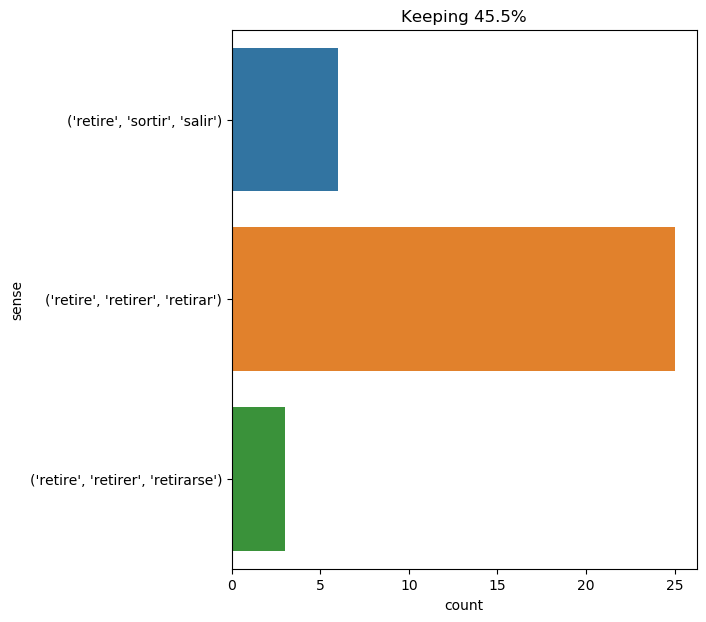 Keeping 45.5%
sense
('retire', 'sortir', 'salir')
('retire', 'retirer', 'retirar')
('retire', 'retirer', 'retirarse')
0 5 10 15 20 25
count